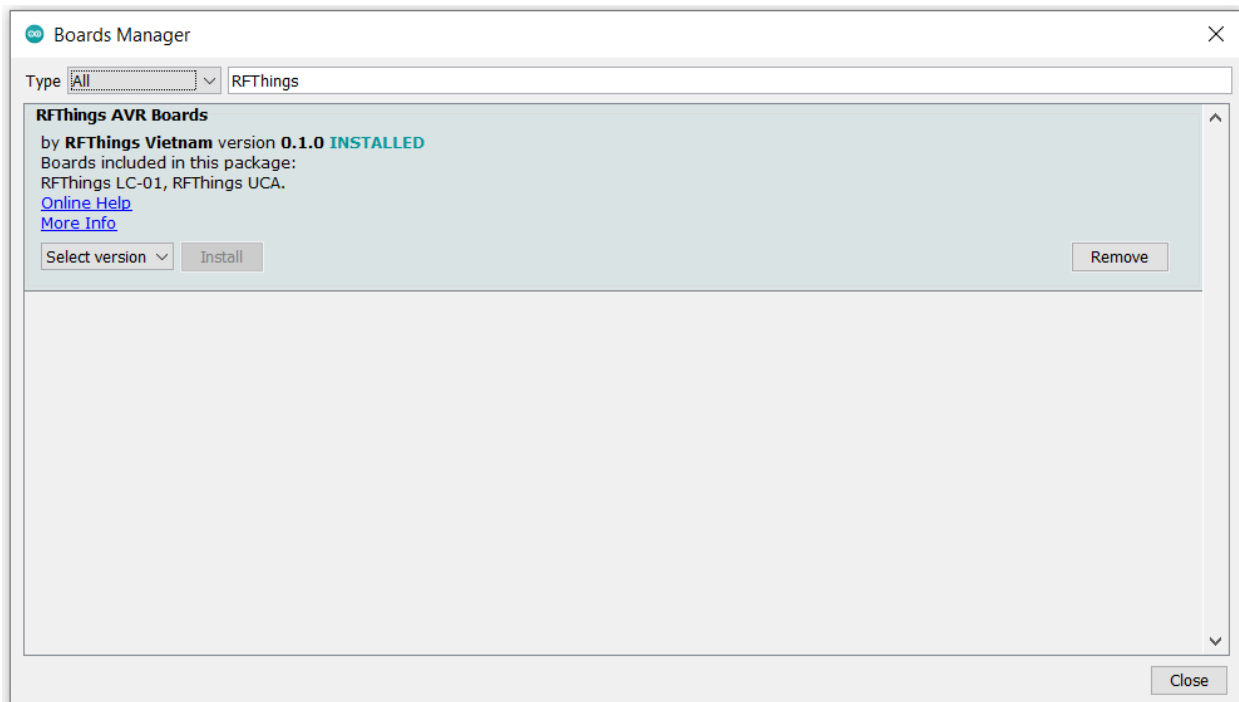 Boards Manager
Type All RFThings
RFThings AVR Boards
by RFThings Vietnam version 0.1.0 INSTALLED
Boards included in this package:
RFThings LC-01, RFThings UCA.
Online Help
More Info
Select version Install Remove
Close